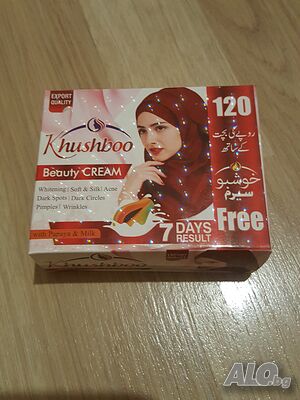 EXPORT
QUALITY
Khushboo
Beauty CREAM
Whitening | Soft & Silk | Acne
Dark Spots | Dark Circles
Pimples | Wrinkles
with Papaya & Milk
120
روپے کی بچت
کے ساتھ
خوشبو
سیرم
Free
7 DAYS
RESULT
Khushboo
ALO.bg